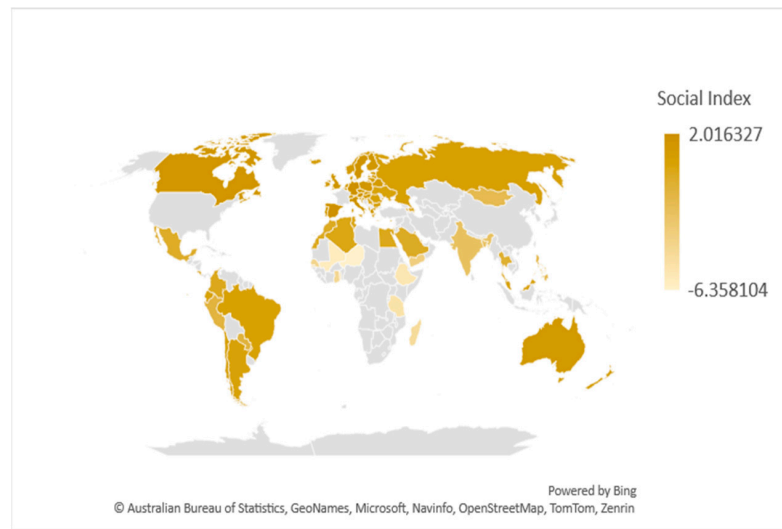 Social Index
2.016327
-6.358104
Powered by Bing
© Australian Bureau of Statistics, GeoNames, Microsoft, Navinfo, OpenStreetMap, TomTom, Zenrin